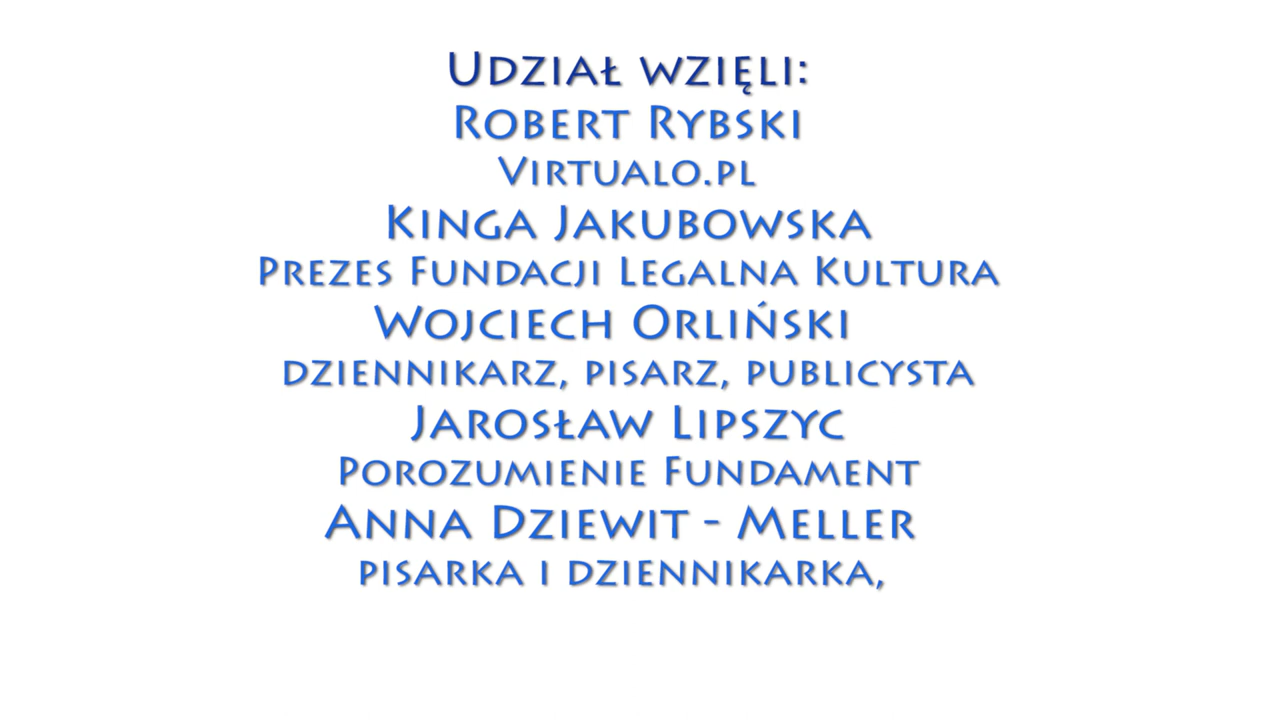 Udział wzięli:
Robert Rybski
Virtualo.pl
Kinga Jakubowska
Prezes Fundacji Legalna Kultura
Wojciech Orliński
dziennikarz, pisarz, publicysta
Jarosław Lipszyc
Porozumienie Fundament
Anna Dziewit - Meller
pisarka i dziennikarka,